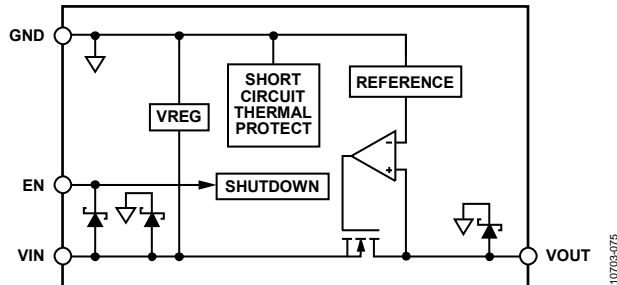 GND
SHORT
CIRCUIT
THERMAL
PROTECT
REFERENCE
VREG
-
+
EN
SHUTDOWN
VIN
VOUT
10703-075